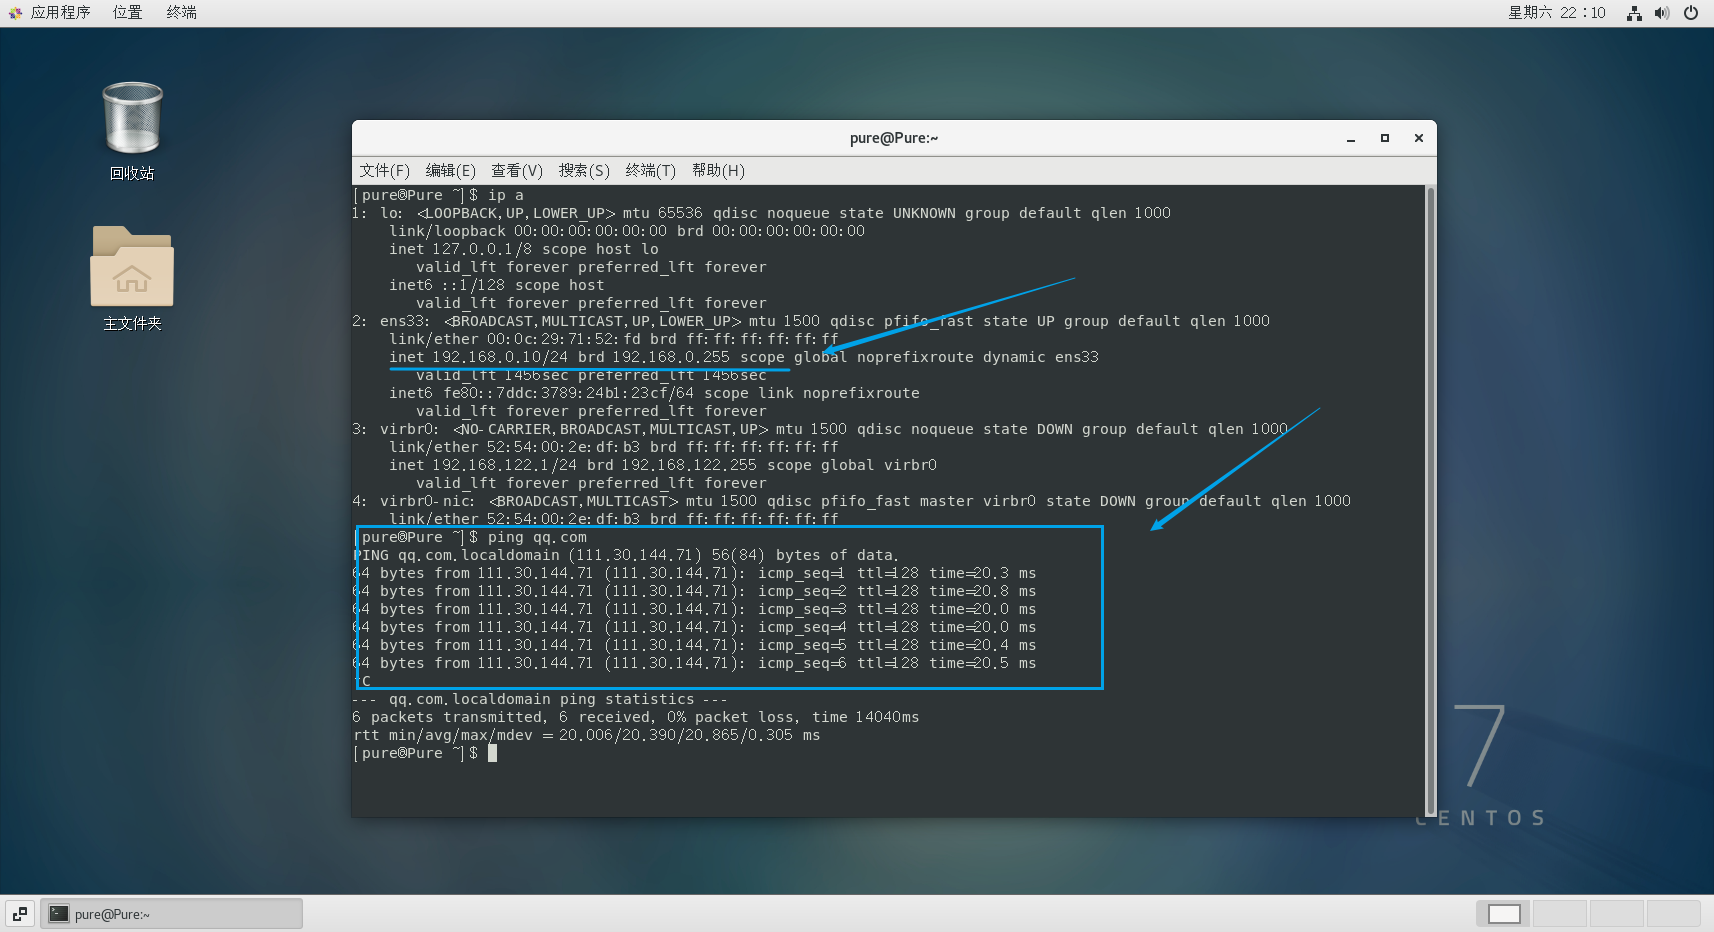 应用程序 位置 终端 星期六 22：10
回收站
主文件夹
pure@Pure:~
文件(F) 编辑(E) 查看(V) 搜索(S) 终端(T) 帮助(H)
[pure@Pure ~]$ ip a
1: lo: <LOOPBACK,UP,LOWER_UP> mtu 65536 qdisc noqueue state UNKNOWN group default qlen 1000
    link/loopback 00:00:00:00:00:00 brd 00:00:00:00:00:00
    inet 127.0.0.1/8 scope host lo
       valid_lft forever preferred_lft forever
    inet6 ::1/128 scope host
       valid_lft forever preferred_lft forever
2: ens33: <BROADCAST,MULTICAST,UP,LOWER_UP> mtu 1500 qdisc pfifo_fast state UP group default qlen 1000
    link/ether 00:0c:29:71:52:fd brd ff:ff:ff:ff:ff:ff
    inet 192.168.0.10/24 brd 192.168.0.255 scope global noprefixroute dynamic ens33
       valid_lft 1456sec preferred_lft 1456sec
    inet6 fe80::7ddc:3789:24b1:23cf/64 scope link noprefixroute
       valid_lft forever preferred_lft forever
3: virbr0: <NO-CARRIER,BROADCAST,MULTICAST,UP> mtu 1500 qdisc noqueue state DOWN group default qlen 1000
    link/ether 52:54:00:2e:df:b3 brd ff:ff:ff:ff:ff:ff
    inet 192.168.122.1/24 brd 192.168.122.255 scope global virbr0
       valid_lft forever preferred_lft forever
4: virbr0-nic: <BROADCAST,MULTICAST> mtu 1500 qdisc pfifo_fast master virbr0 state DOWN group default qlen 1000
    link/ether 52:54:00:2e:df:b3 brd ff:ff:ff:ff:ff:ff
[pure@Pure ~]$ ping qq.com
PING qq.com.localdomain (111.30.144.71) 56(84) bytes of data.
64 bytes from 111.30.144.71 (111.30.144.71): icmp_seq=1 ttl=128 time=20.3 ms
64 bytes from 111.30.144.71 (111.30.144.71): icmp_seq=2 ttl=128 time=20.8 ms
64 bytes from 111.30.144.71 (111.30.144.71): icmp_seq=3 ttl=128 time=20.0 ms
64 bytes from 111.30.144.71 (111.30.144.71): icmp_seq=4 ttl=128 time=20.0 ms
64 bytes from 111.30.144.71 (111.30.144.71): icmp_seq=5 ttl=128 time=20.4 ms
64 bytes from 111.30.144.71 (111.30.144.71): icmp_seq=6 ttl=128 time=20.5 ms
^C
--- qq.com.localdomain ping statistics ---
6 packets transmitted, 6 received, 0% packet loss, time 14040ms
rtt min/avg/max/mdev = 20.006/20.390/20.865/0.305 ms
[pure@Pure ~]$
7
CENTOS
pure@Pure:~